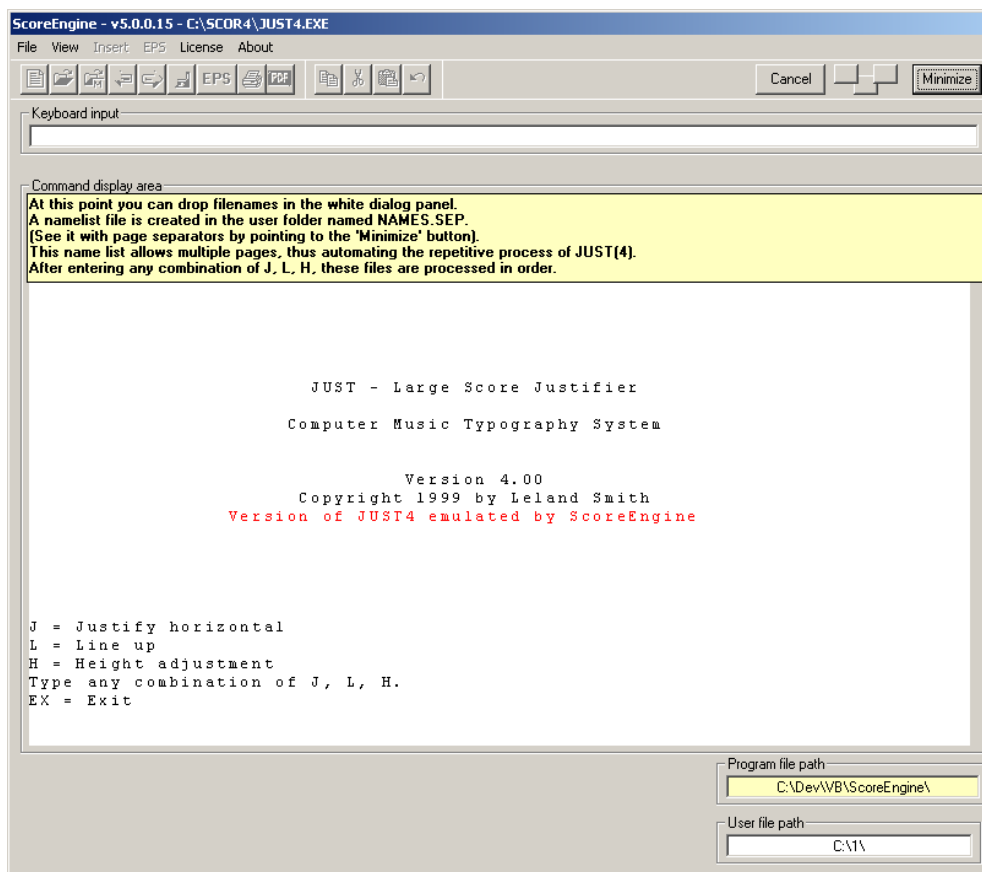 ScoreEngine - v5.0.0.15 - C:\SCOR4\JUST4.EXE
File View Insert EPS License About
EPS PDF Cancel Minimize
Keyboard input
Command display area
At this point you can drop filenames in the white dialog panel.
A namelist file is created in the user folder named NAMES.SEP.
(See it with page separators by pointing to the 'Minimize' button).
This name list allows multiple pages, thus automating the repetitive process of JUST(4).
After entering any combination of J, L, H, these files are processed in order.
JUST - Large Score Justifier
Computer Music Typography System
Version 4.00
Copyright 1999 by Leland Smith
Version of JUST4 emulated by ScoreEngine
J = Justify horizontal
L = Line up
H = Height adjustment
Type any combination of J, L, H.
EX = Exit
Program file path
C:\Dev\VB\ScoreEngine\
User file path
C:\1\